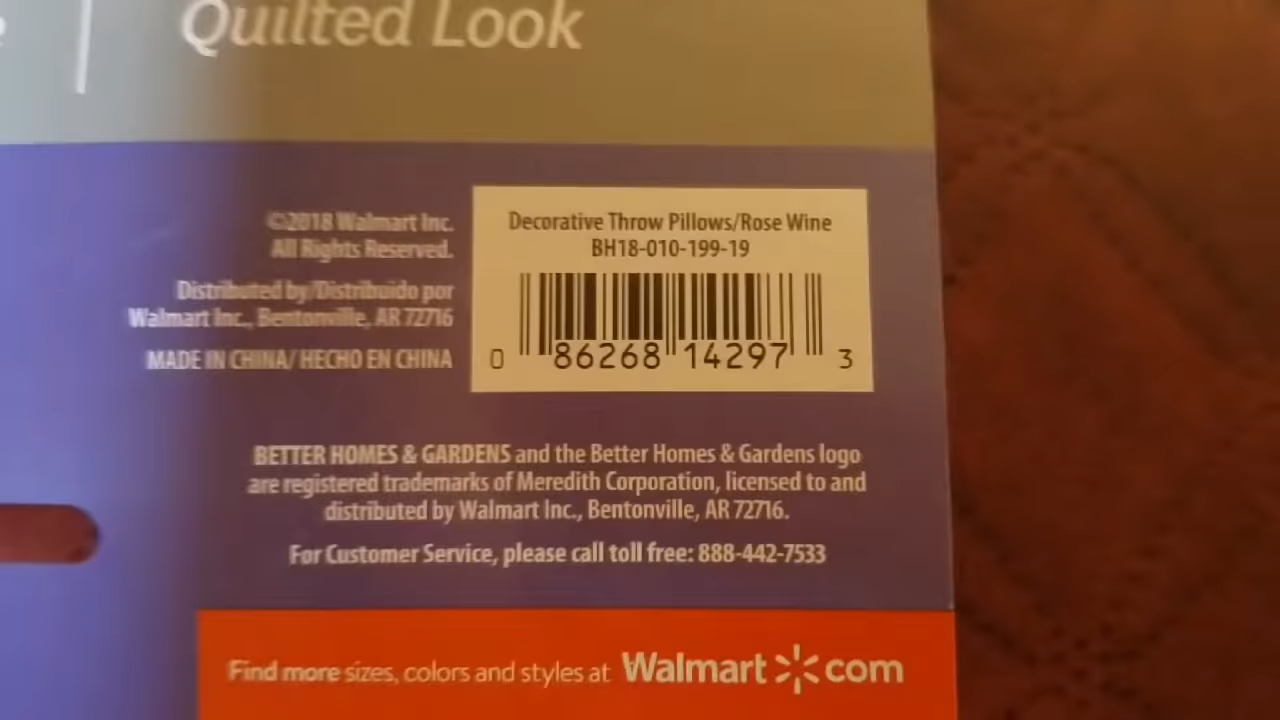 Quilted Look
©2018 Walmart Inc.
All Rights Reserved.
Distributed by/Distribuido por
Walmart Inc., Bentonville, AR 72716
MADE IN CHINA/ HECHO EN CHINA
Decorative Throw Pillows/Rose Wine
BH18-010-199-19
0 86268 14297 3
BETTER HOMES & GARDENS and the Better Homes & Gardens logo
are registered trademarks of Meredith Corporation, licensed to and
distributed by Walmart Inc., Bentonville, AR 72716.
For Customer Service, please call toll free: 888-442-7533
Find more sizes, colors and styles at Walmart com